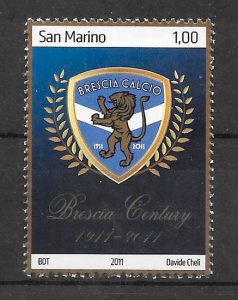 San Marino 1,00
BRESCIA CALCIO
1911 2011
Brescia Century
1911-2011
BDT 2011 Davide Cheli